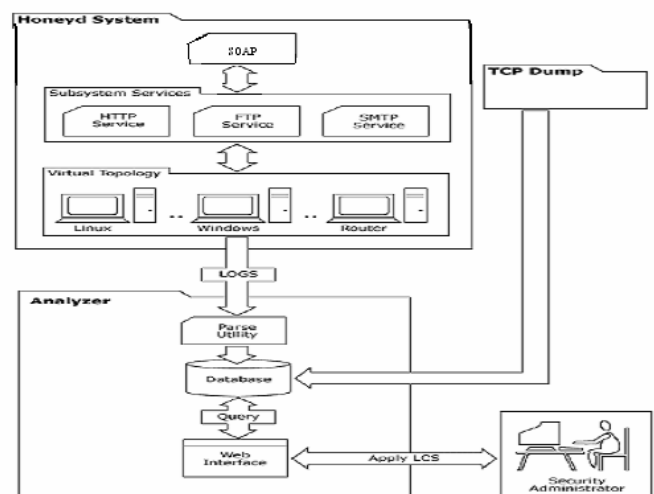 Honeyd System
SOAP
TCP Dump
Subsystem Services
HTTP
Service
FTP
Service
SMTP
Service
Virtual Topology
Linux
..
Windows
..
Router
LOGS
Analyzer
Parse
Utility
Database
Query
Web
Interface
Apply LCS
Security
Administrator